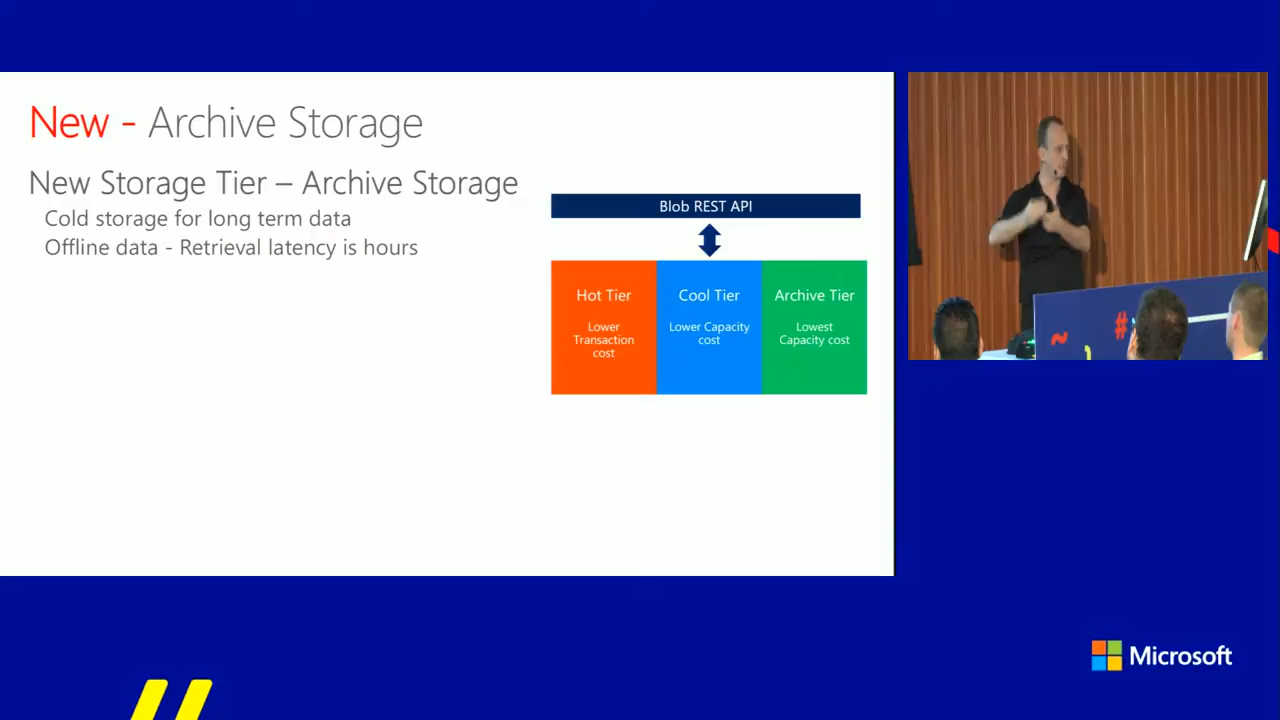 New - Archive Storage
New Storage Tier – Archive Storage
Cold storage for long term data
Offline data - Retrieval latency is hours
Blob REST API
Hot Tier
Lower
Transaction
cost
Cool Tier
Lower Capacity
cost
Archive Tier
Lowest
Capacity cost
~
#
Microsoft
//